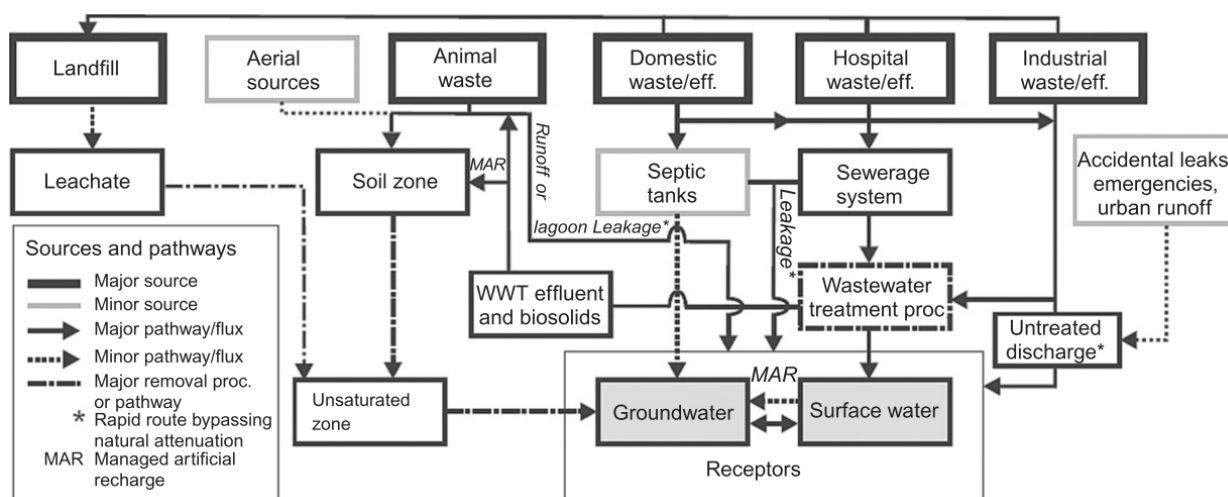 Landfill
Aerial
sources
Animal
waste
Domestic
waste/eff.
Hospital
waste/eff.
Industrial
waste/eff.
Leachate
Soil zone
MAR
Runoff or
lagoon Leakage*
Septic
tanks
Leakage*
Sewerage
system
Accidental leaks,
emergencies,
urban runoff
Sources and pathways
Major source
Minor source
Major pathway/flux
Minor pathway/flux
Major removal proc.
or pathway
* Rapid route bypassing
natural attenuation
MAR Managed artificial
recharge
WWT effluent
and biosolids
Wastewater
treatment proc
Untreated
discharge*
Unsaturated
zone
Groundwater
MAR
Surface water
Receptors